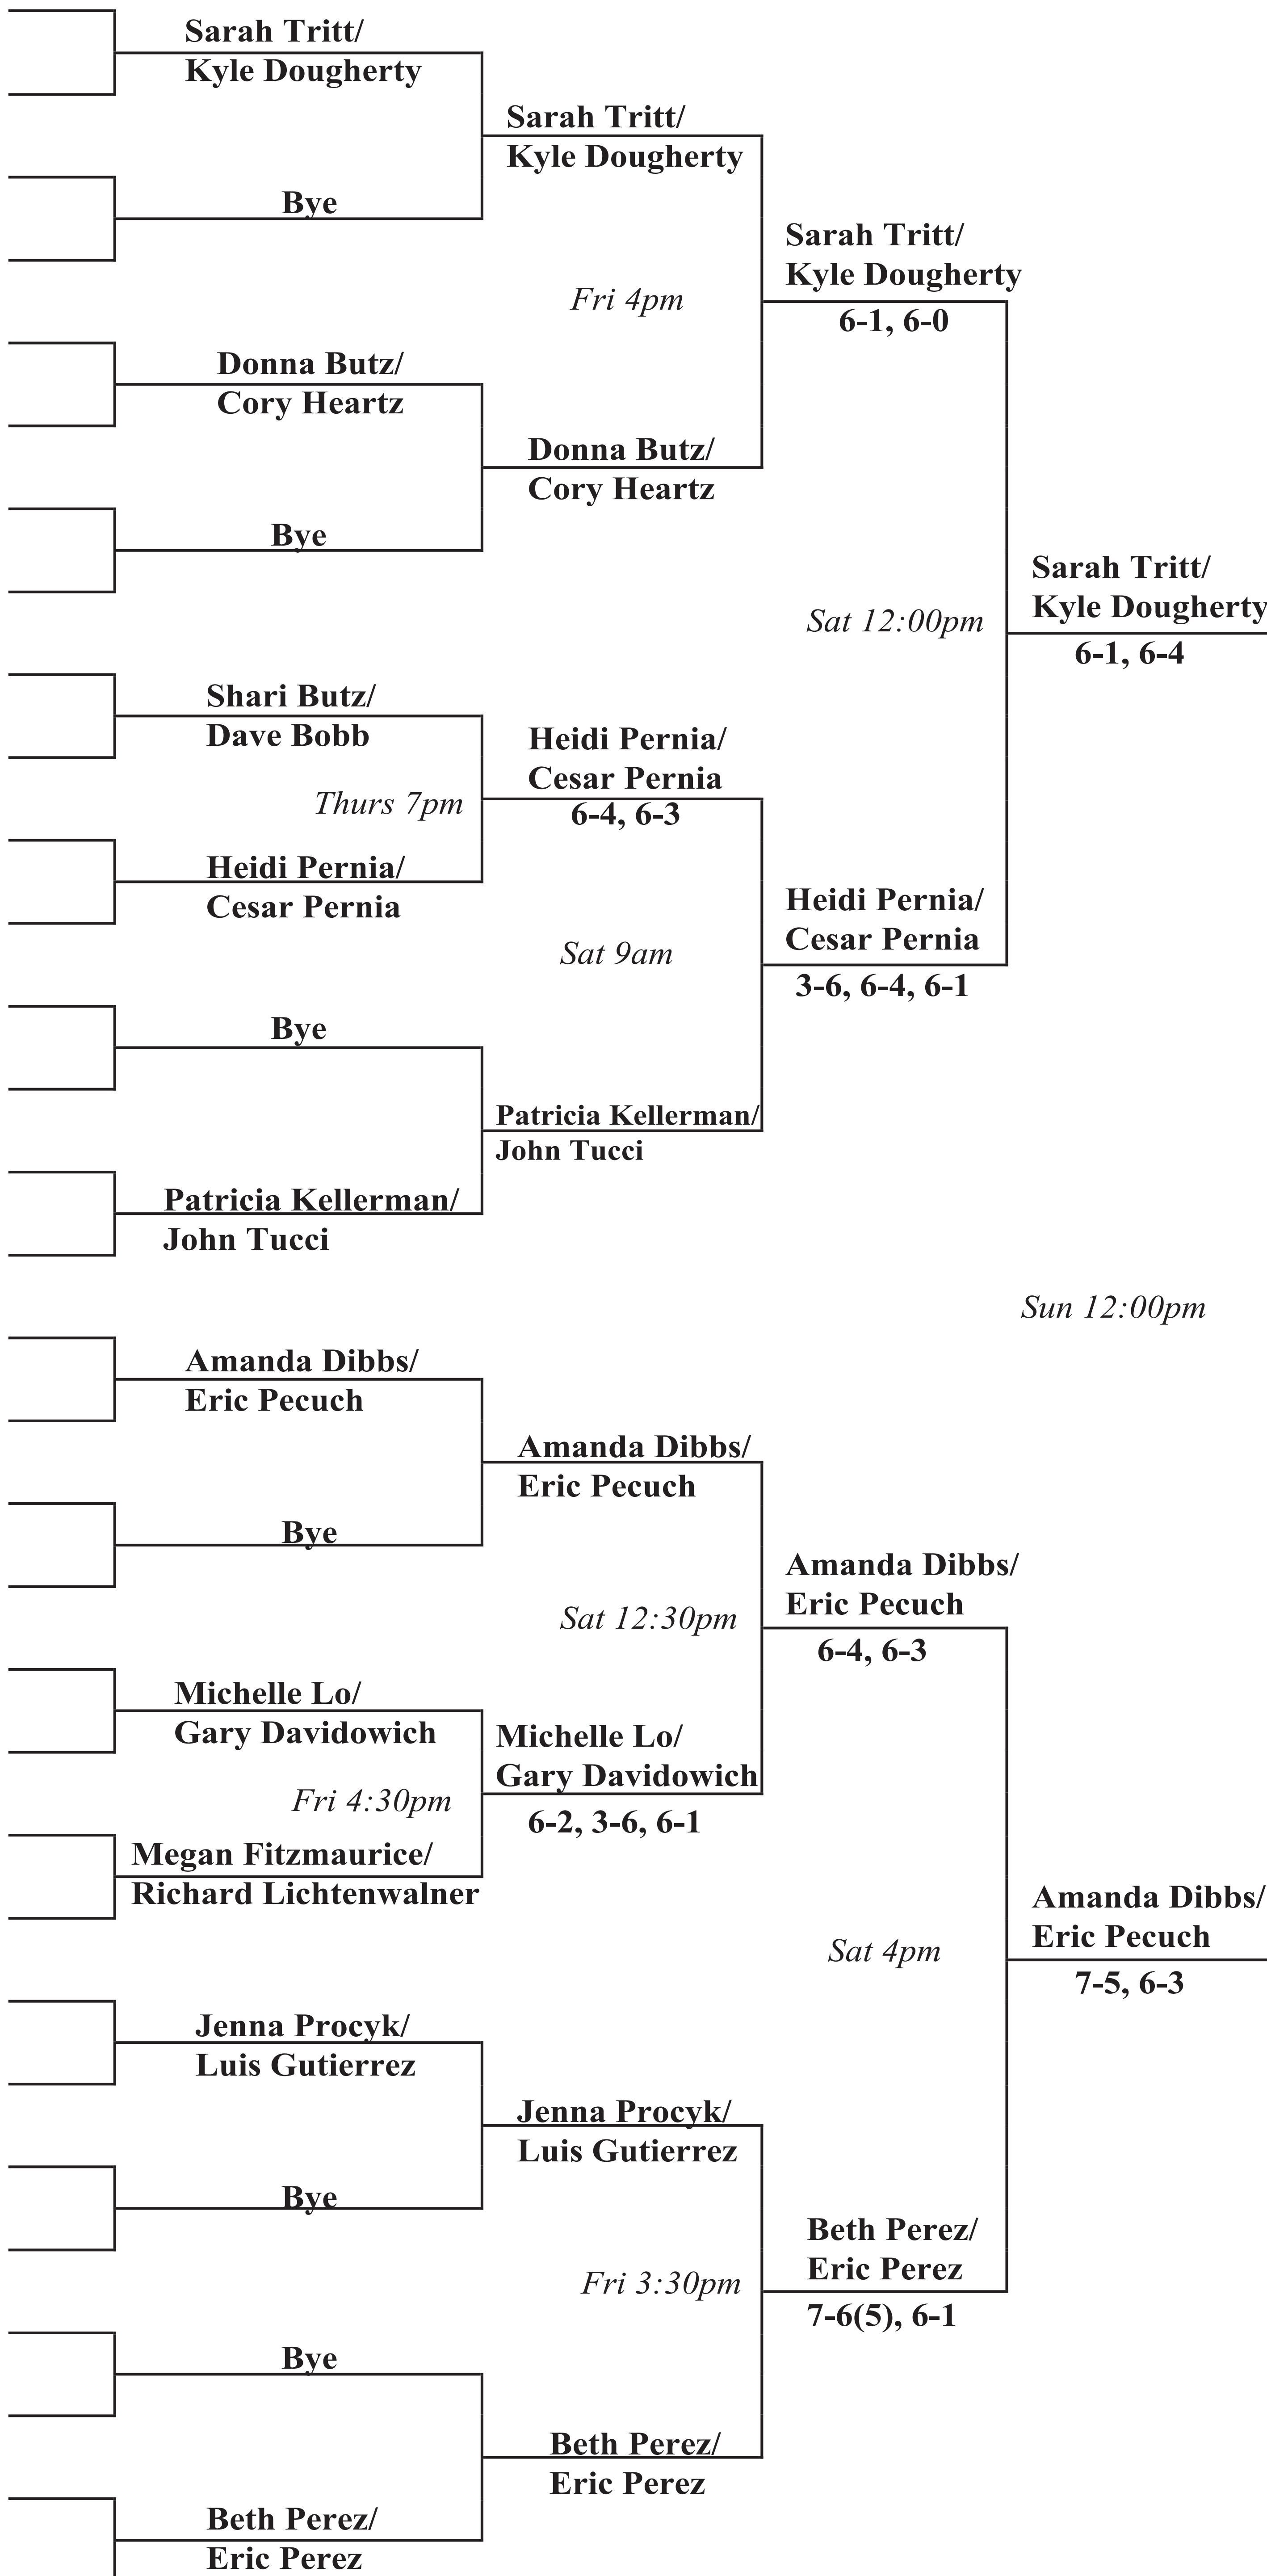 Sarah Tritt/
Kyle Dougherty
Bye
Donna Butz/
Cory Heartz
Bye
Shari Butz/
Dave Bobb
Thurs 7pm
Heidi Pernia/
Cesar Pernia
Bye
Patricia Kellerman/
John Tucci
Amanda Dibbs/
Eric Pecuch
Bye
Michelle Lo/
Gary Davidowich
Fri 4:30pm
Megan Fitzmaurice/
Richard Lichtenwalner
Jenna Procyk/
Luis Gutierrez
Bye
Bye
Beth Perez/
Eric Perez
Sarah Tritt/
Kyle Dougherty
Fri 4pm
Donna Butz/
Cory Heartz
Heidi Pernia/
Cesar Pernia
6-4, 6-3
Sat 9am
Patricia Kellerman/
John Tucci
Amanda Dibbs/
Eric Pecuch
Sat 12:30pm
Michelle Lo/
Gary Davidowich
6-2, 3-6, 6-1
Jenna Procyk/
Luis Gutierrez
Fri 3:30pm
Beth Perez/
Eric Perez
Sarah Tritt/
Kyle Dougherty
6-1, 6-0
Sat 12:00pm
Heidi Pernia/
Cesar Pernia
3-6, 6-4, 6-1
Amanda Dibbs/
Eric Pecuch
6-4, 6-3
Sat 4pm
Beth Perez/
Eric Perez
7-6(5), 6-1
Sarah Tritt/
Kyle Dougherty
6-1, 6-4
Sun 12:00pm
Amanda Dibbs/
Eric Pecuch
7-5, 6-3